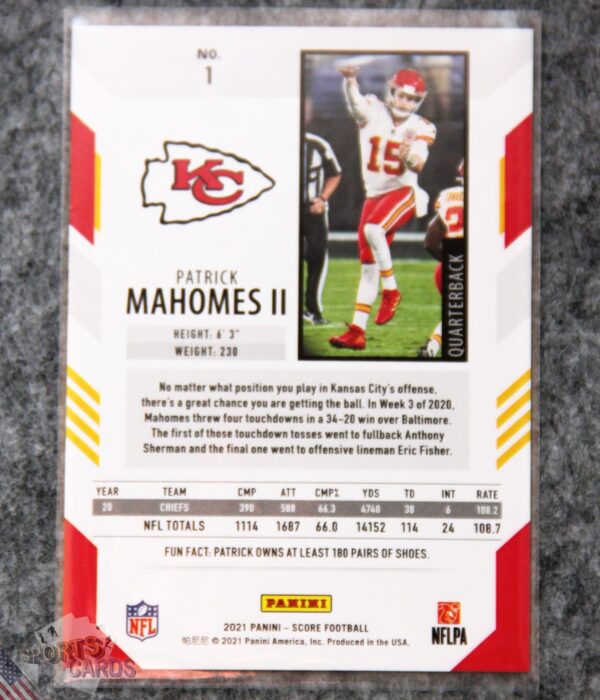 NO.
1
KC
15
PATRICK
MAHOMES II
HEIGHT: 6' 3"
WEIGHT: 230
QUARTERBACK
No matter what position you play in Kansas City's offense,
there's a great chance you are getting the ball. In Week 3 of 2020,
Mahomes threw four touchdowns in a 34-20 win over Baltimore.
The first of those touchdown tosses went to fullback Anthony
Sherman and the final one went to offensive lineman Eric Fisher.
YEAR TEAM CMP ATT CMP% YDS TD INT RATE
20 CHIEFS 390 588 66.3 4740 38 6 108.2
NFL TOTALS 1114 1687 66.0 14152 114 24 108.7
FUN FACT: PATRICK OWNS AT LEAST 180 PAIRS OF SHOES.
PANINI
NFL
NFLPA
2021 PANINI – SCORE FOOTBALL
帕尼尼 © 2021 Panini America, Inc. Produced in the USA.
SPORTS
CARDS